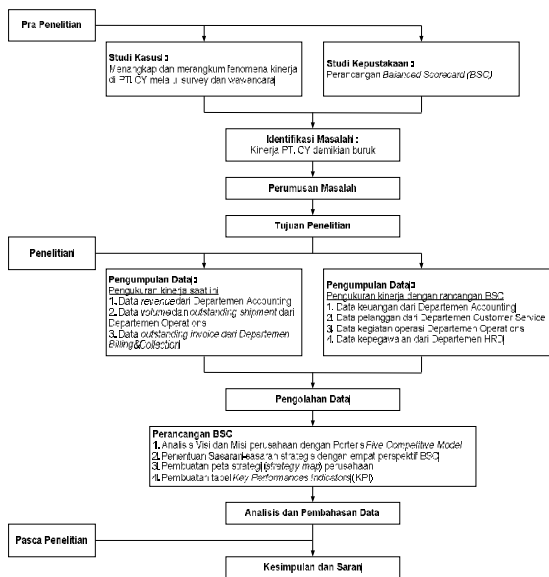 Pra Penelitian
Studi Kasus :
Menangkap dan merangkum fenomena kinerja
di PT. CY melalui survey dan wawancara
Studi Kepustakaan :
Perancangan Balanced Scorecard (BSC)
Identifikasi Masalah :
Kinerja PT. CY demikian buruk
Perumusan Masalah
Tujuan Penelitian
Penelitian
Pengumpulan Data :
Pengukuran kinerja saat ini
1. Data revenue dari Departemen Accounting
2. Data volume dan outstanding shipment dari
Departemen Operations
3. Data outstanding invoice dari Departemen
Billing&Collection
Pengumpulan Data :
Pengukuran kinerja dengan rancangan BSC
1. Data keuangan dari Departemen Accounting
2. Data pelanggan dari Departemen Customer Service
3. Data kegiatan operasi Departemen Operations
4. Data kepegawaian dari Departemen HRD
Pengolahan Data
Perancangan BSC
1. Analisis Visi dan Misi perusahaan dengan Porter's Five Competitive Model
2. Penentuan Sasaran-sasaran strategis dengan empat perspektif BSC
3. Pembuatan peta strategi (strategy map) perusahaan
4. Pembuatan tabel Key Performances Indicators (KPI)
Analisis dan Pembahasan Data
Pasca Penelitian
Kesimpulan dan Saran